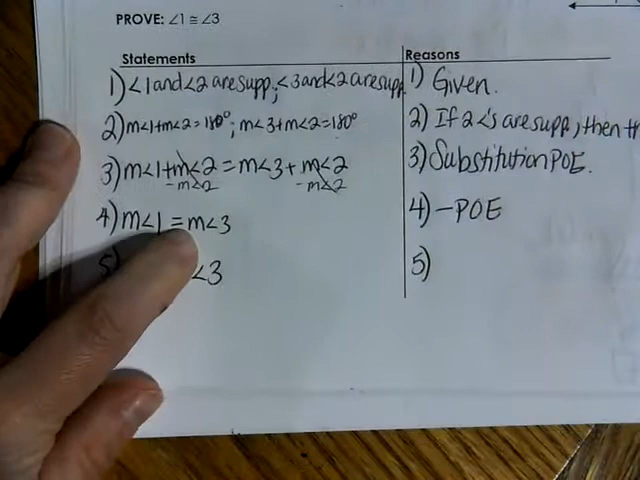 PROVE: ∠1 ≅ ∠3
Statements
Reasons
1) <1 and <2 are supp; <3 and <2 are supp.
1) Given.
2) m<1+m<2=180°; m<3+m<2=180°
2) If 2 <'s are supp, then
3) m<1+m<2=m<3+m<2
-m<2 -m<2
3) Substitution POE.
4) m<1=m<3
4) -POE
5) <3
5)